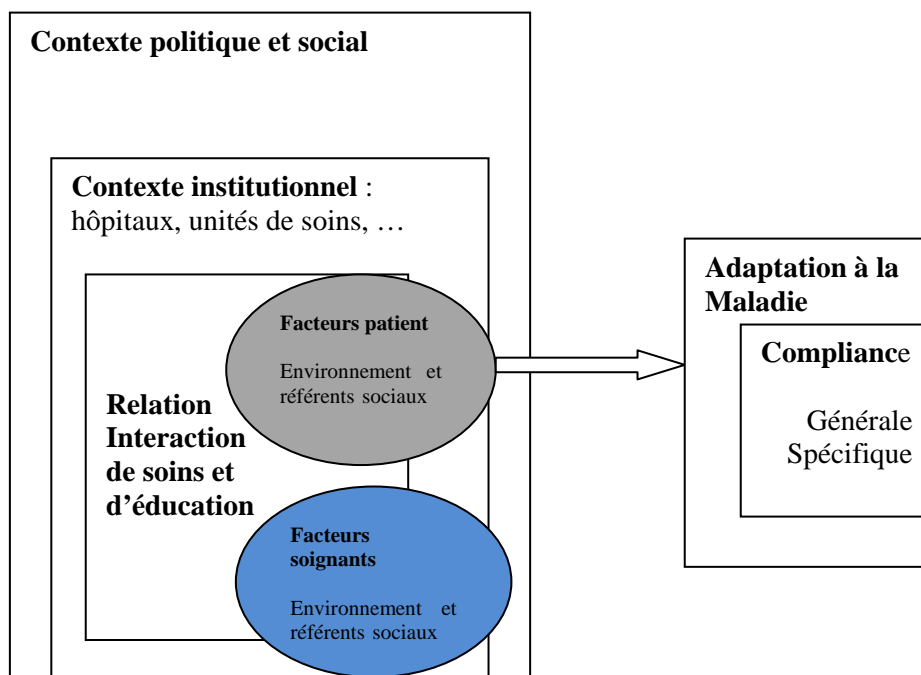 Contexte politique et social
Contexte institutionnel :
hôpitaux, unités de soins, …
Facteurs patient
Environnement et
référents sociaux
Relation
Interaction
de soins et
d’éducation
Facteurs
soignants
Environnement et
référents sociaux
Adaptation à la
Maladie
Compliance
Générale
Spécifique